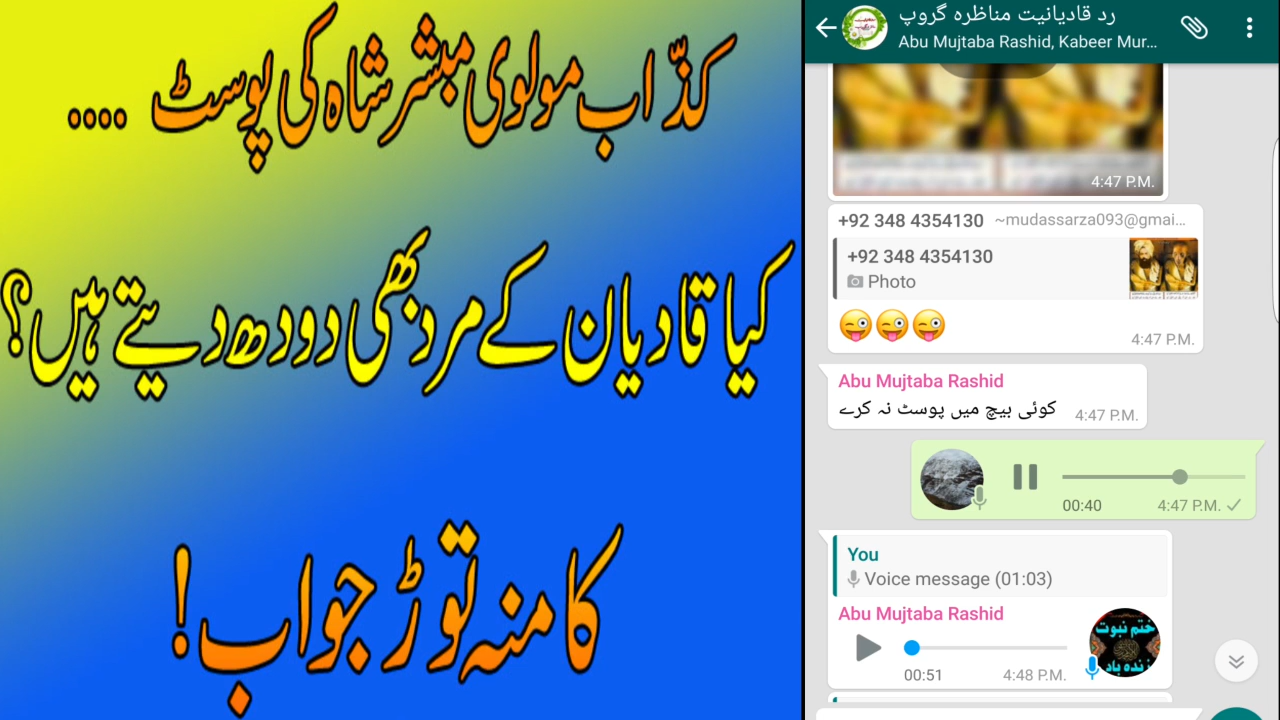 کذّاب مولوی مبشر شاہ کی پوسٹ ....
کیا قادیان کے مرد بھی دودھ دیتے ہیں؟
کا منہ توڑ جواب!
رد قادیانیت مناظرہ گروپ
Abu Mujtaba Rashid, Kabeer Mur...
4:47 P.M.
+92 348 4354130 ~mudassarza093@gmai...
+92 348 4354130
Photo
4:47 P.M.
Abu Mujtaba Rashid
کوئی بیچ میں پوسٹ نہ کرے
4:47 P.M.
00:40 4:47 P.M.
You
Voice message (01:03)
Abu Mujtaba Rashid
ختم نبوت
زندہ باد
00:51 4:48 P.M.